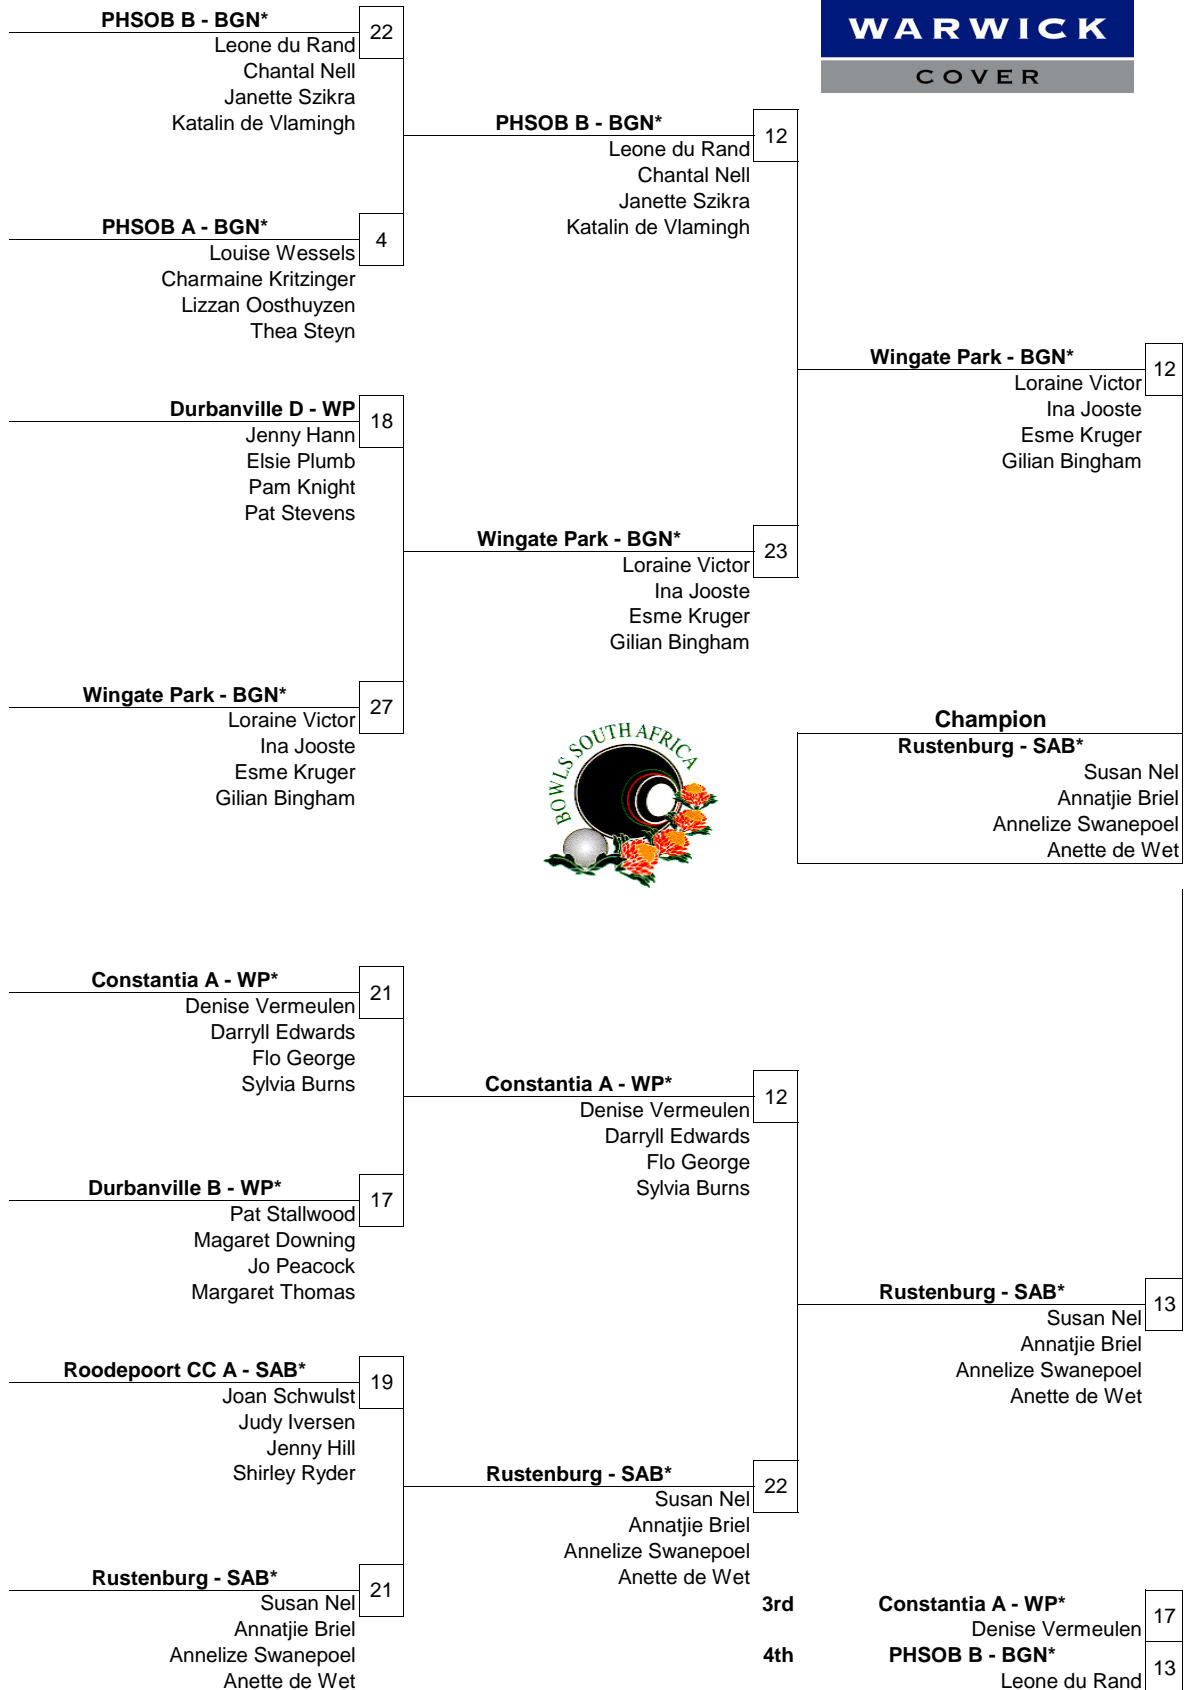 WARWICK
COVER
PHSOB B - BGN*
22
Leone du Rand
Chantal Nell
Janette Szikra
Katalin de Vlamingh
PHSOB A - BGN*
4
Louise Wessels
Charmaine Kritzinger
Lizzan Oosthuyzen
Thea Steyn
Durbanville D - WP
18
Jenny Hann
Elsie Plumb
Pam Knight
Pat Stevens
Wingate Park - BGN*
27
Loraine Victor
Ina Jooste
Esme Kruger
Gilian Bingham
PHSOB B - BGN*
12
Leone du Rand
Chantal Nell
Janette Szikra
Katalin de Vlamingh
Wingate Park - BGN*
23
Loraine Victor
Ina Jooste
Esme Kruger
Gilian Bingham
Wingate Park - BGN*
12
Loraine Victor
Ina Jooste
Esme Kruger
Gilian Bingham
BOWLS SOUTH AFRICA
Champion
Rustenburg - SAB*
Susan Nel
Annatjie Briel
Annelize Swanepoel
Anette de Wet
Constantia A - WP*
21
Denise Vermeulen
Darryll Edwards
Flo George
Sylvia Burns
Durbanville B - WP*
17
Pat Stallwood
Magaret Downing
Jo Peacock
Margaret Thomas
Roodepoort CC A - SAB*
19
Joan Schwulst
Judy Iversen
Jenny Hill
Shirley Ryder
Rustenburg - SAB*
21
Susan Nel
Annatjie Briel
Annelize Swanepoel
Anette de Wet
Constantia A - WP*
12
Denise Vermeulen
Darryll Edwards
Flo George
Sylvia Burns
Rustenburg - SAB*
22
Susan Nel
Annatjie Briel
Annelize Swanepoel
Anette de Wet
Rustenburg - SAB*
13
Susan Nel
Annatjie Briel
Annelize Swanepoel
Anette de Wet
3rd Constantia A - WP*
17
Denise Vermeulen
4th PHSOB B - BGN*
13
Leone du Rand